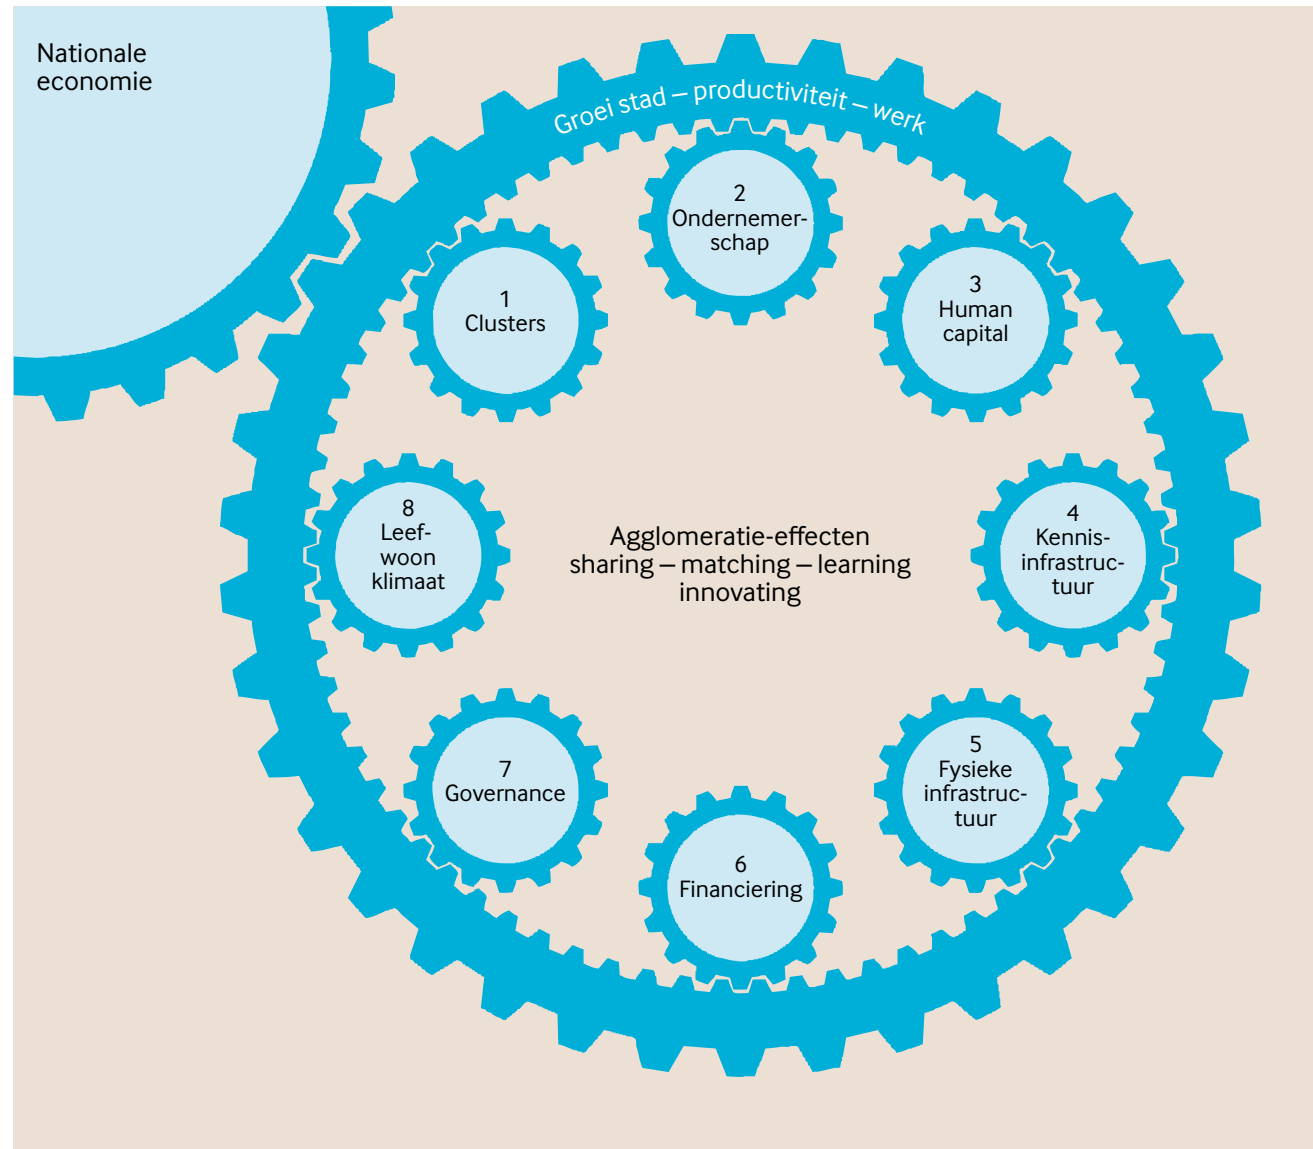 Nationale
economie
Groei stad – productiviteit – werk
1
Clusters
2
Ondernemer-
schap
3
Human
capital
4
Kennis-
infrastruc-
tuur
5
Fysieke
infrastruc-
tuur
6
Financiering
7
Governance
8
Leef-
woon
klimaat
Agglomeratie-effecten
sharing – matching – learning
innovating